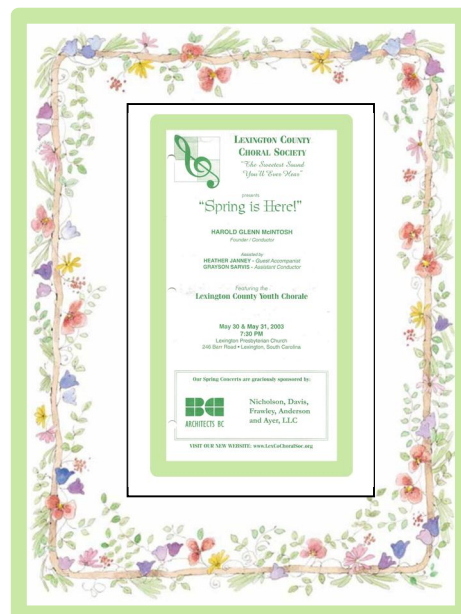 LEXINGTON COUNTY
CHORAL SOCIETY
"The Sweetest Sound
You'll Ever Hear"
presents
"Spring is Here!"
HAROLD GLENN McINTOSH
Founder / Conductor
Assisted by
HEATHER JANNEY - Guest Accompanist
GRAYSON SARVIS - Assistant Conductor
Featuring the
Lexington County Youth Chorale
May 30 & May 31, 2003
7:30 PM
Lexington Presbyterian Church
246 Barr Road • Lexington, South Carolina
Our Spring Concerts are graciously sponsored by:
ARCHITECTS BC
Nicholson, Davis,
Frawley, Anderson
and Ayer, LLC
VISIT OUR NEW WEBSITE: www.LexCoChoralSoc.org